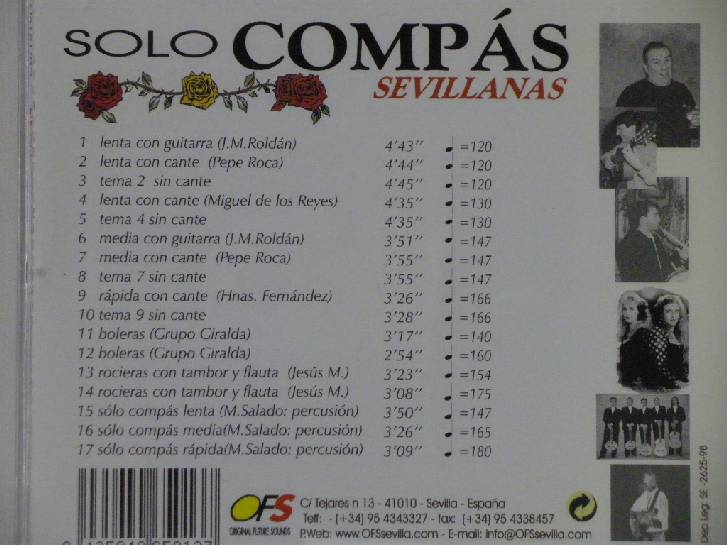 SOLO COMPÁS
SEVILLANAS
1 lenta con guitarra (J.M.Roldán) 4'43'' ♩=120
2 lenta con cante (Pepe Roca) 4'44'' ♩=120
3 tema 2 sin cante 4'45'' ♩=120
4 lenta con cante (Miguel de los Reyes) 4'35'' ♩=130
5 tema 4 sin cante 4'35'' ♩=130
6 media con guitarra (J.M.Roldán) 3'51'' ♩=147
7 media con cante (Pepe Roca) 3'55'' ♩=147
8 tema 7 sin cante 3'55'' ♩=147
9 rápida con cante (Hnas. Fernández) 3'26'' ♩=166
10 tema 9 sin cante 3'28'' ♩=166
11 boleras (Grupo Giralda) 3'17'' ♩=140
12 boleras (Grupo Giralda) 2'54'' ♩=160
13 rocieras con tambor y flauta (Jesús M.) 3'23'' ♩=154
14 rocieras con tambor y flauta (Jesús M.) 3'08'' ♩=175
15 sólo compás lenta (M.Salado: percusión) 3'50'' ♩=147
16 sólo compás media(M.Salado: percusión) 3'26'' ♩=165
17 sólo compás rápida(M.Salado: percusión) 3'09'' ♩=180
OFS
ORIGINAL FUTURE SOUNDS
C/ Tejares n 13 - 41010 - Sevilla - España
Telf: - (+34) 95 4343327 - fax: (+34) 95 4338457
P.Web: www.OFSsevilla.com - E-mail: info@OFSsevilla.com
Dep. Leg: SE -2625-98